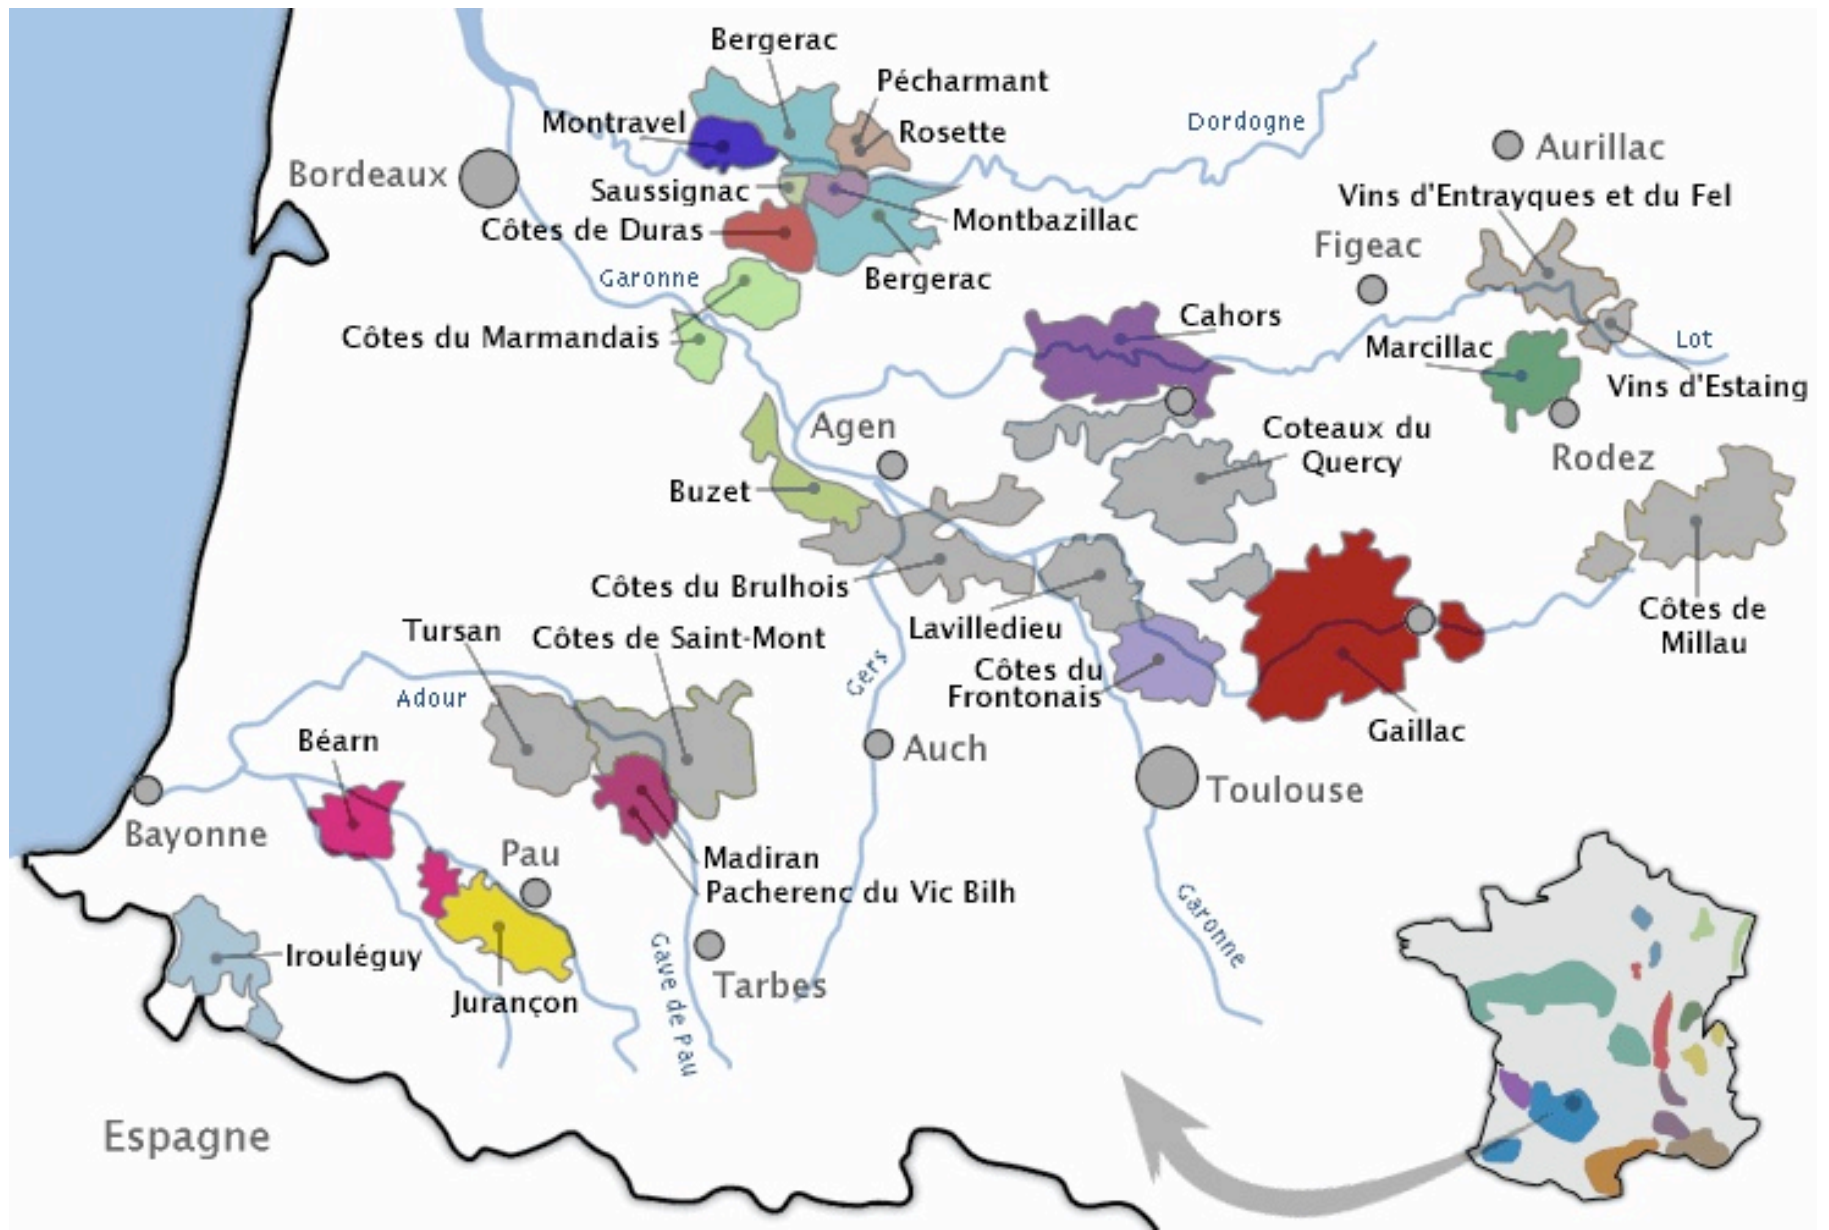 Bergerac
Pécharmant
Montravel
Rosette
Dordogne
Aurillac
Bordeaux
Saussignac
Vins d'Entrayques et du Fel
Côtes de Duras
Montbazillac
Figeac
Garonne
Bergerac
Cahors
Côtes du Marmandais
Marcillac
Lot
Vins d'Estaing
Agen
Coteaux du
Quercy
Rodez
Buzet
Côtes du Brulhois
Lavilledieu
Côtes de
Millau
Tursan
Côtes de Saint-Mont
Gers
Côtes du
Frontonais
Adour
Gaillac
Béarn
Auch
Toulouse
Bayonne
Pau
Madiran
Pacherenc du Vic Bilh
Garonne
Irouléguy
Gave de Pau
Tarbes
Jurançon
Espagne